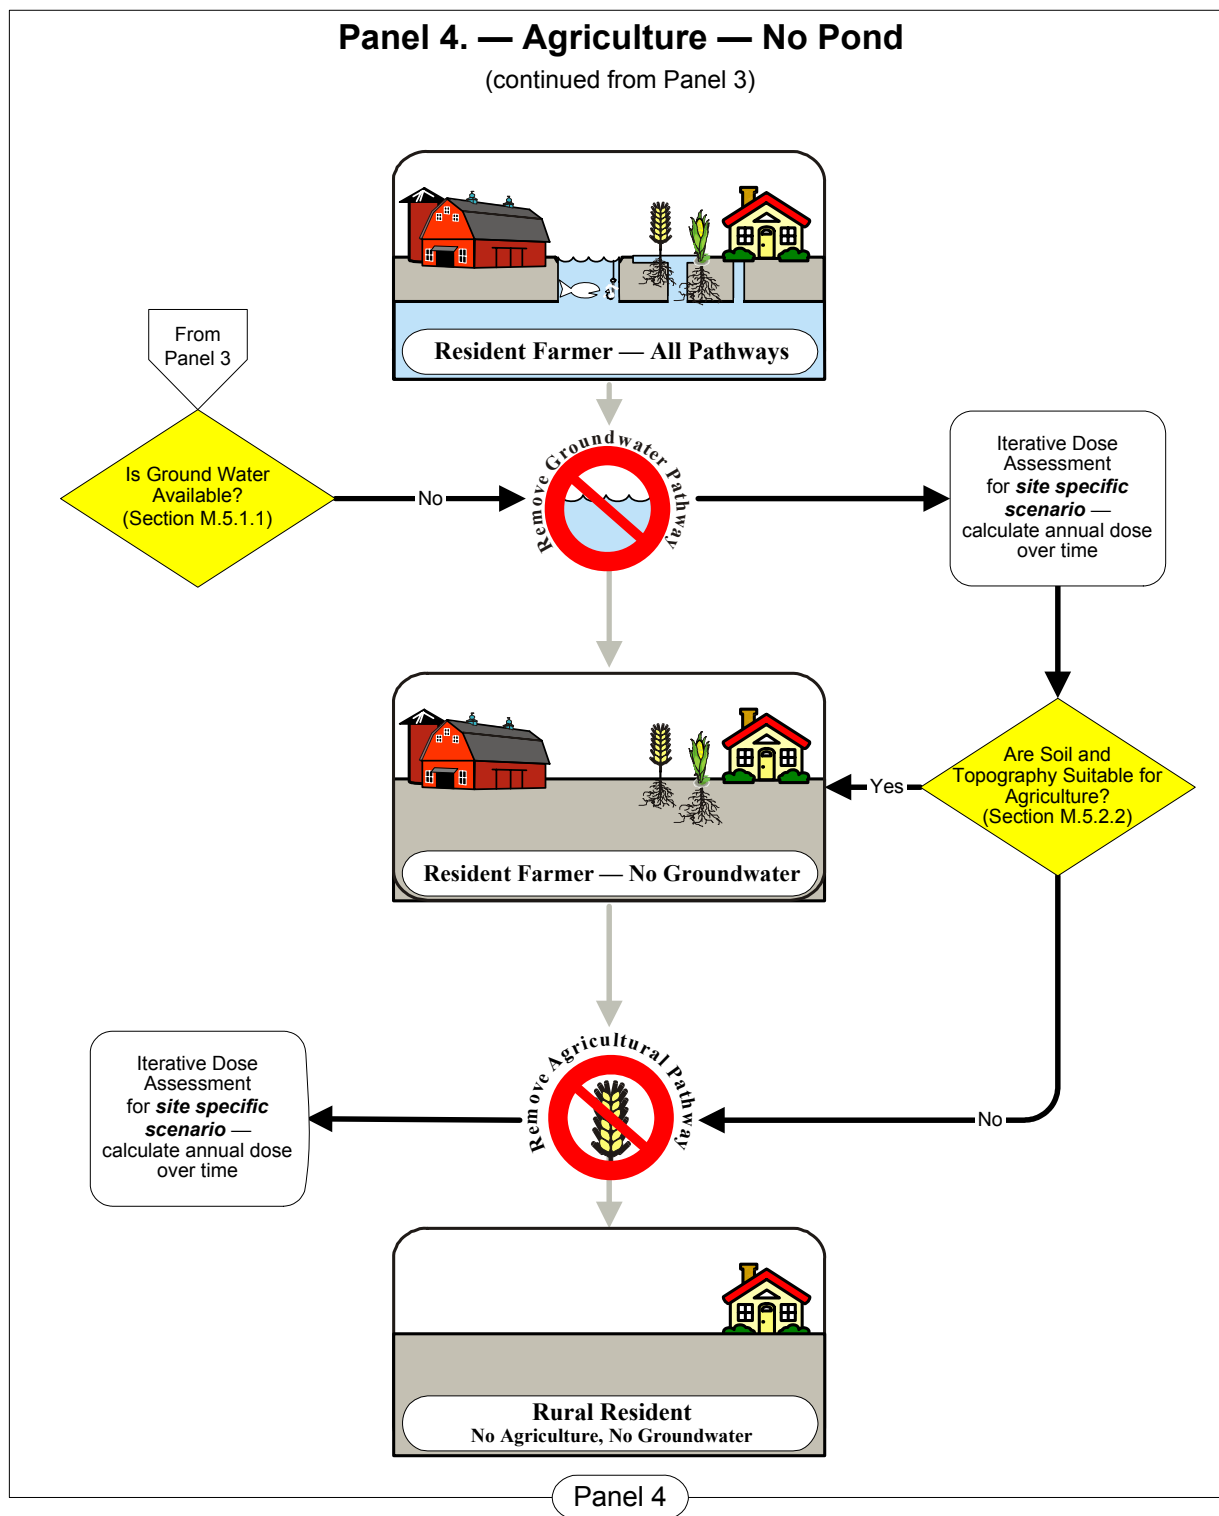 Panel 4. — Agriculture — No Pond
(continued from Panel 3)
Resident Farmer — All Pathways
From
Panel 3
Is Ground Water
Available?
(Section M.5.1.1)
No
Remove Groundwater Pathway
Iterative Dose
Assessment
for site specific
scenario —
calculate annual dose
over time
Are Soil and
Topography Suitable for
Agriculture?
(Section M.5.2.2)
Yes
Resident Farmer — No Groundwater
No
Remove Agricultural Pathway
Iterative Dose
Assessment
for site specific
scenario —
calculate annual dose
over time
Rural Resident
No Agriculture, No Groundwater
Panel 4